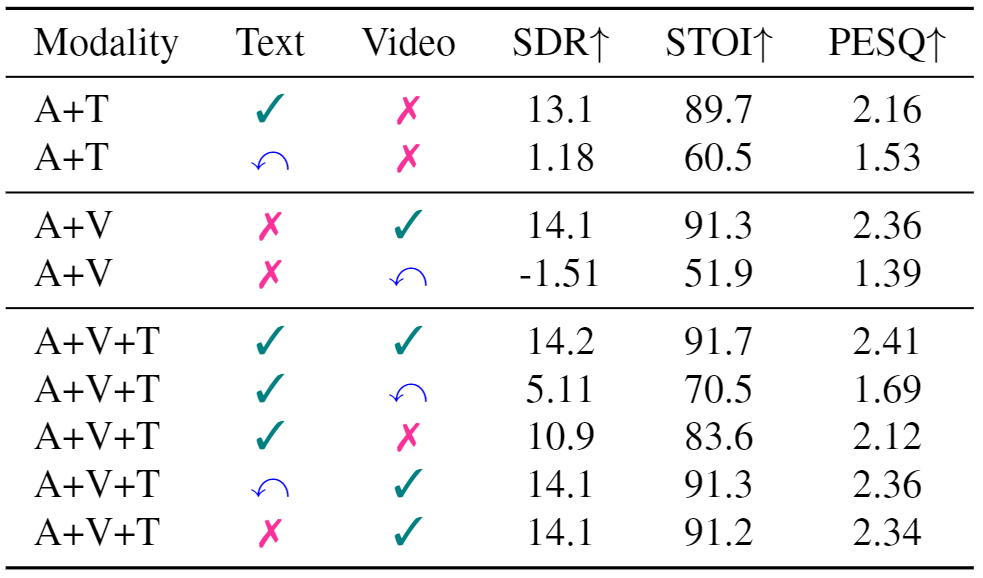 Modality Text Video SDR↑ STOI↑ PESQ↑
A+T ✓ ✗ 13.1 89.7 2.16
A+T ↶ ✗ 1.18 60.5 1.53
A+V ✗ ✓ 14.1 91.3 2.36
A+V ✗ ↶ -1.51 51.9 1.39
A+V+T ✓ ✓ 14.2 91.7 2.41
A+V+T ✓ ↶ 5.11 70.5 1.69
A+V+T ✓ ✗ 10.9 83.6 2.12
A+V+T ↶ ✓ 14.1 91.3 2.36
A+V+T ✗ ✓ 14.1 91.2 2.34